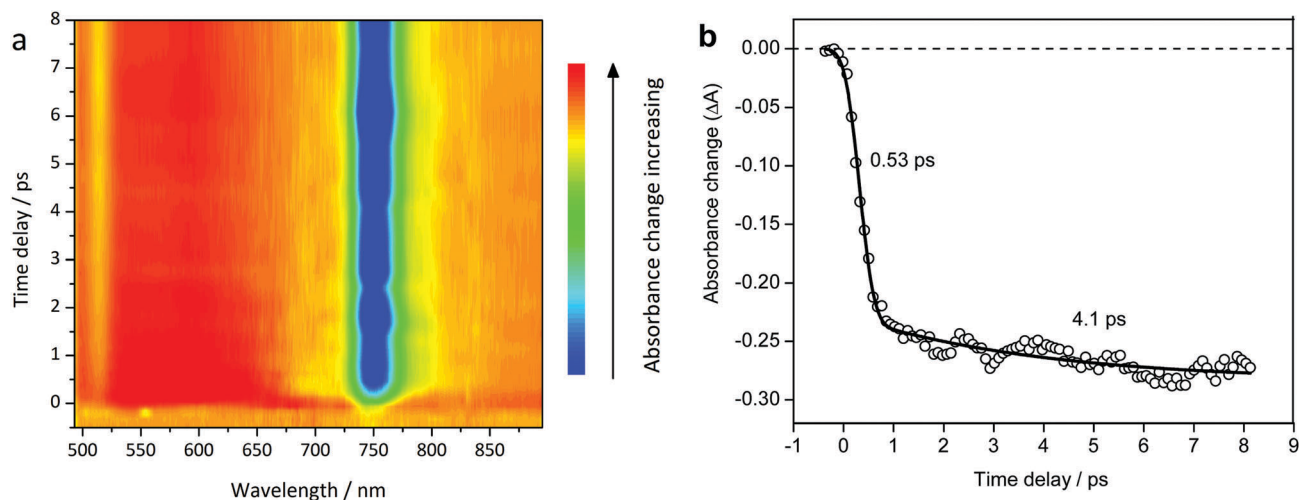 a
8
7
6
5
4
3
2
1
0
Time delay / ps
500 550 600 650 700 750 800 850
Wavelength / nm
Absorbance change increasing
b
0.00
-0.05
-0.10
-0.15
-0.20
-0.25
-0.30
Absorbance change (ΔA)
0.53 ps
4.1 ps
-1 0 1 2 3 4 5 6 7 8 9
Time delay / ps